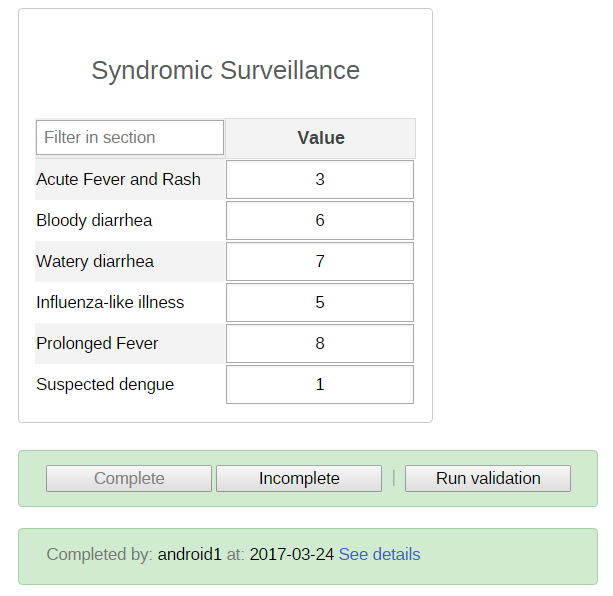 Syndromic Surveillance
Filter in section Value
Acute Fever and Rash 3
Bloody diarrhea 6
Watery diarrhea 7
Influenza-like illness 5
Prolonged Fever 8
Suspected dengue 1
Complete Incomplete | Run validation
Completed by: android1 at: 2017-03-24 See details